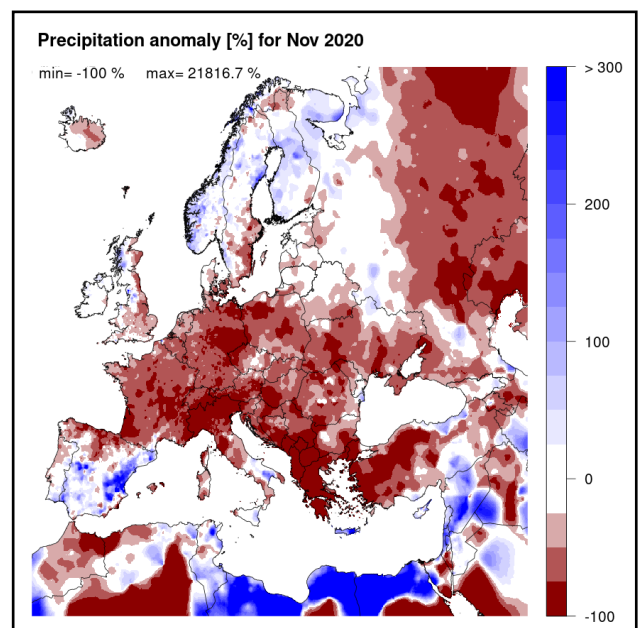 Precipitation anomaly [%] for Nov 2020
min= -100 % max= 21816.7 %
> 300
200
100
0
-100